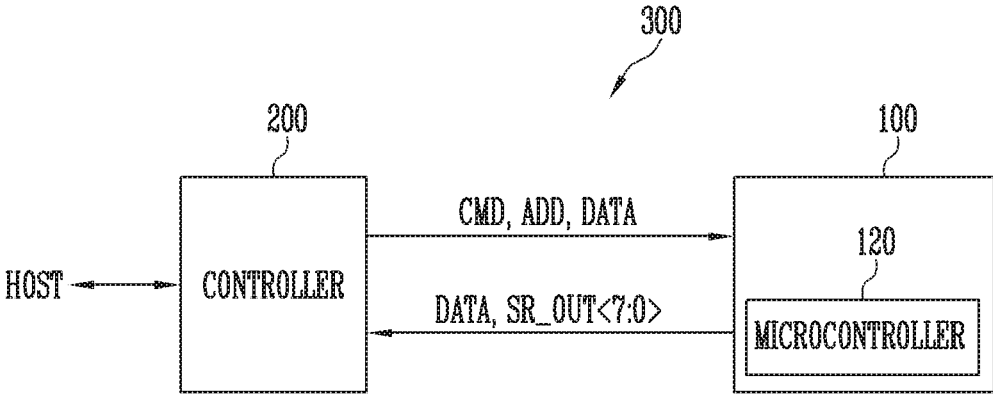 300
200
100
CMD, ADD, DATA
120
HOST
CONTROLLER
DATA, SR_OUT<7:0>
MICROCONTROLLER